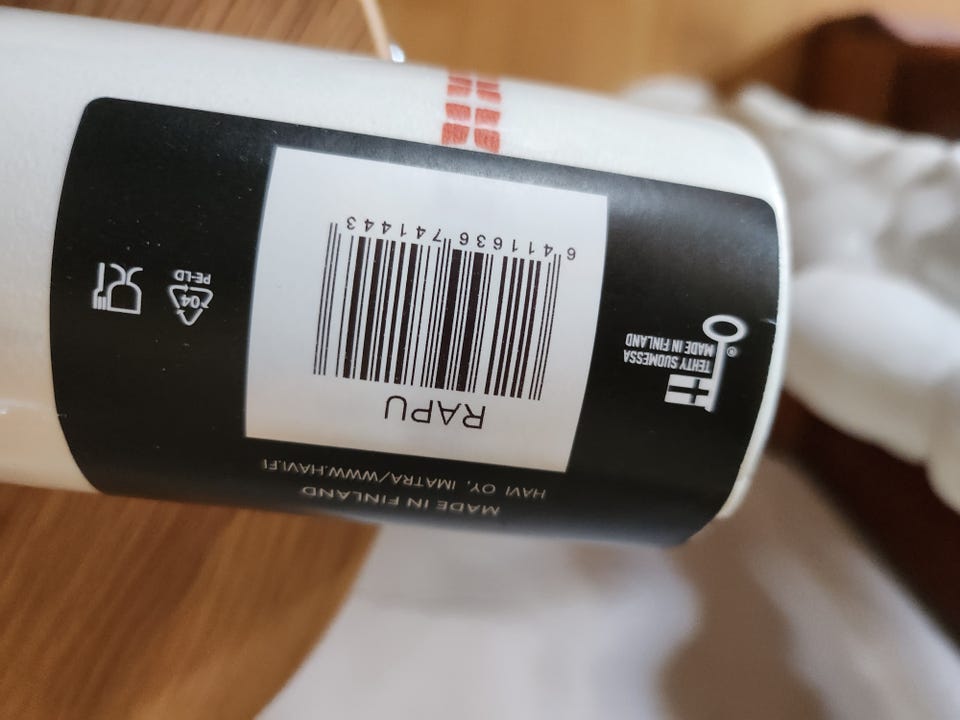 MADE IN FINLAND
HAVI OY, IMATRA/WWW.HAVI.FI
RAPU
6 411636 741443
TEHTY SUOMESSA
MADE IN FINLAND
®
04
PE-LD